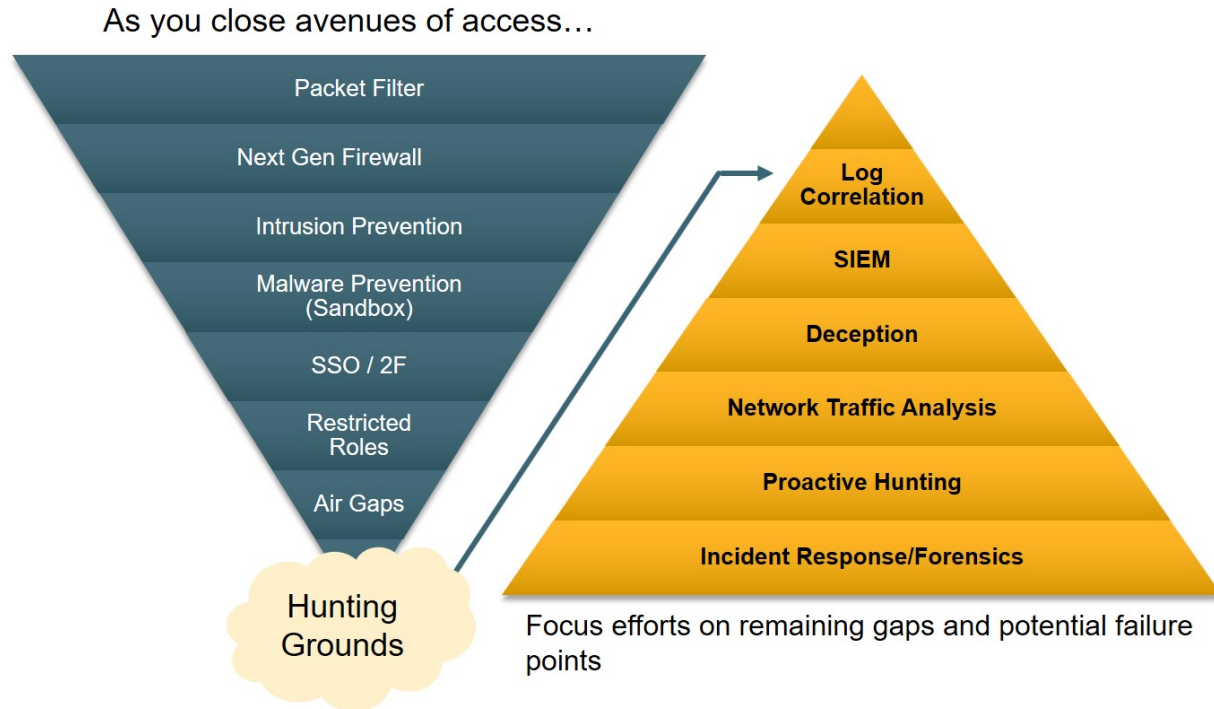 As you close avenues of access…
Packet Filter
Next Gen Firewall
Intrusion Prevention
Malware Prevention
(Sandbox)
SSO / 2F
Restricted
Roles
Air Gaps
Hunting
Grounds
Log
Correlation
SIEM
Deception
Network Traffic Analysis
Proactive Hunting
Incident Response/Forensics
Focus efforts on remaining gaps and potential failure
points